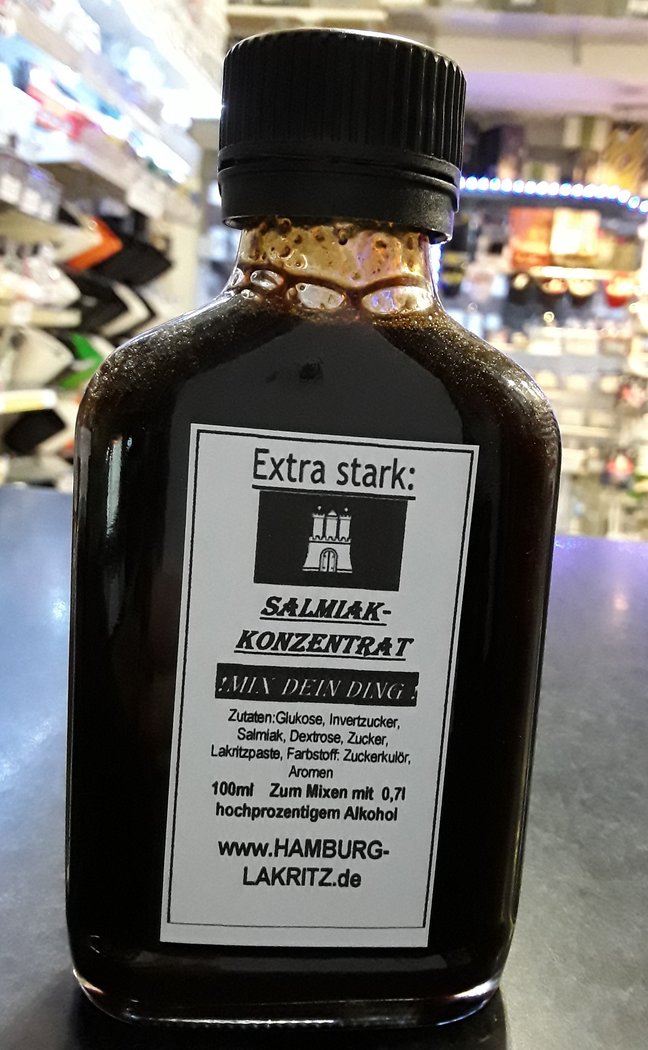 Extra stark:
SALMIAK-
KONZENTRAT
!MIX DEIN DING!
Zutaten:Glukose, Invertzucker,
Salmiak, Dextrose, Zucker,
Lakritzpaste, Farbstoff: Zuckerkulör,
Aromen
100ml Zum Mixen mit 0,7l
hochprozentigem Alkohol
www.HAMBURG-
LAKRITZ.de